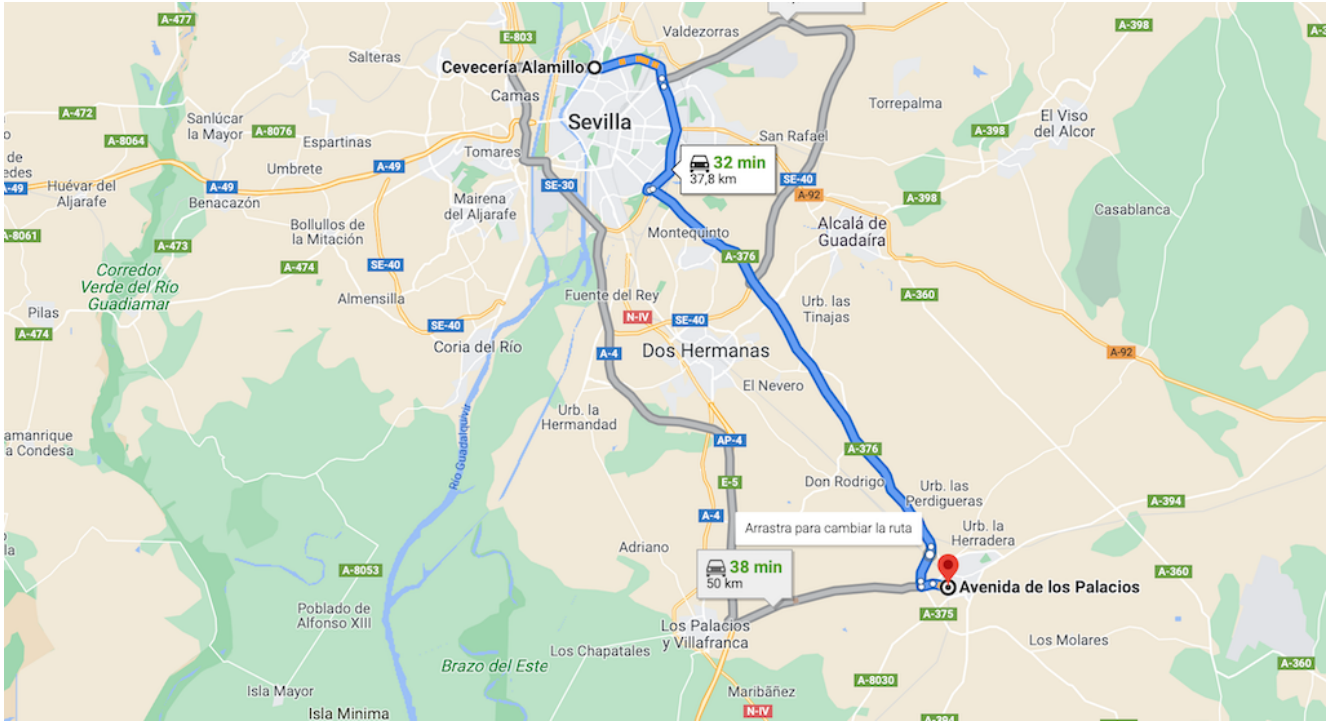 A-477
E-803
Valdezorras
A-398
Salteras
Cevecería Alamillo
Camas
A-472
Sanlúcar
la Mayor
A-8076
Torrepalma
El Viso
del Alcor
Sevilla
A-8064
Espartinas
Tomares
San Rafael
A-398
de
edes
Umbrete
A-49
32 min
37,8 km
A-49
Huévar del
Aljarafe
A-49
Benacazón
SE-30
SE-40
A-92
A-398
Mairena
del Aljarafe
Casablanca
A-8061
Bollullos de
la Mitación
Montequinto
Alcalá de
Guadaíra
A-473
A-376
Corredor
Verde del Río
Guadiamar
SE-40
A-474
Almensilla
Fuente del Rey
A-360
Pilas
A-474
SE-40
N-IV
SE-40
Urb. las
Tinajas
Coria del Río
A-4
Dos Hermanas
A-92
El Nevero
Urb. la
Hermandad
amanrique
a Condesa
AP-4
A-376
Río Guadalquivir
E-5
Don Rodrigo
Urb. las
Perdigueras
A-394
A-4
Arrastra para cambiar la ruta
Urb. la
Herradera
la
Adriano
A-8053
38 min
50 km
A-360
Avenida de los Palacios
Poblado de
Alfonso XIII
A-375
Los Palacios
y Villafranca
Los Molares
Los Chapatales
Brazo del Este
A-360
A-8030
Isla Mayor
Maribáñez
Isla Minima
N-IV
A-394